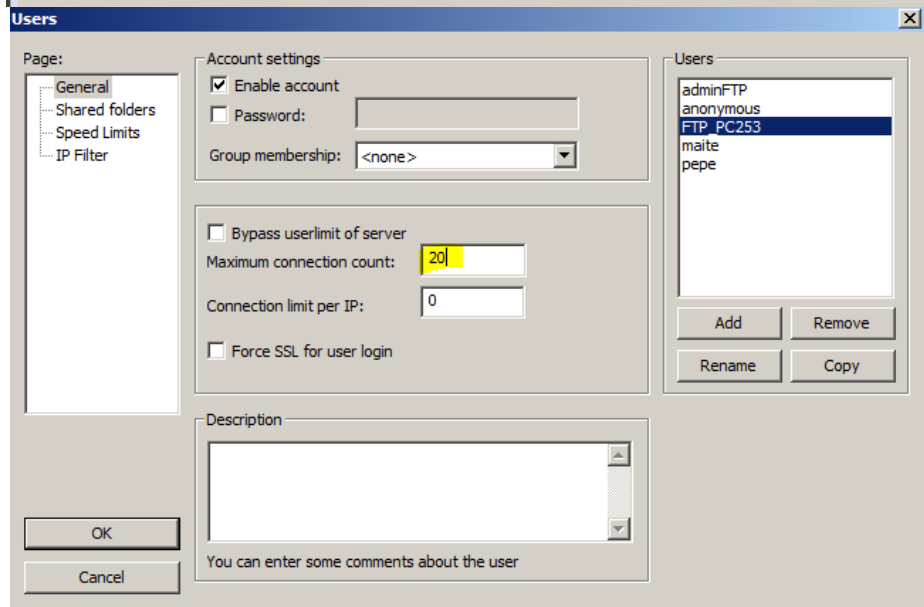 Users
Page:
General
Shared folders
Speed Limits
IP Filter
Account settings
Enable account
Password:
Group membership: <none>
Bypass userlimit of server
Maximum connection count: 20
Connection limit per IP: 0
Force SSL for user login
Description
You can enter some comments about the user
Users
adminFTP
anonymous
FTP_PC253
maite
pepe
Add Remove
Rename Copy
OK
Cancel